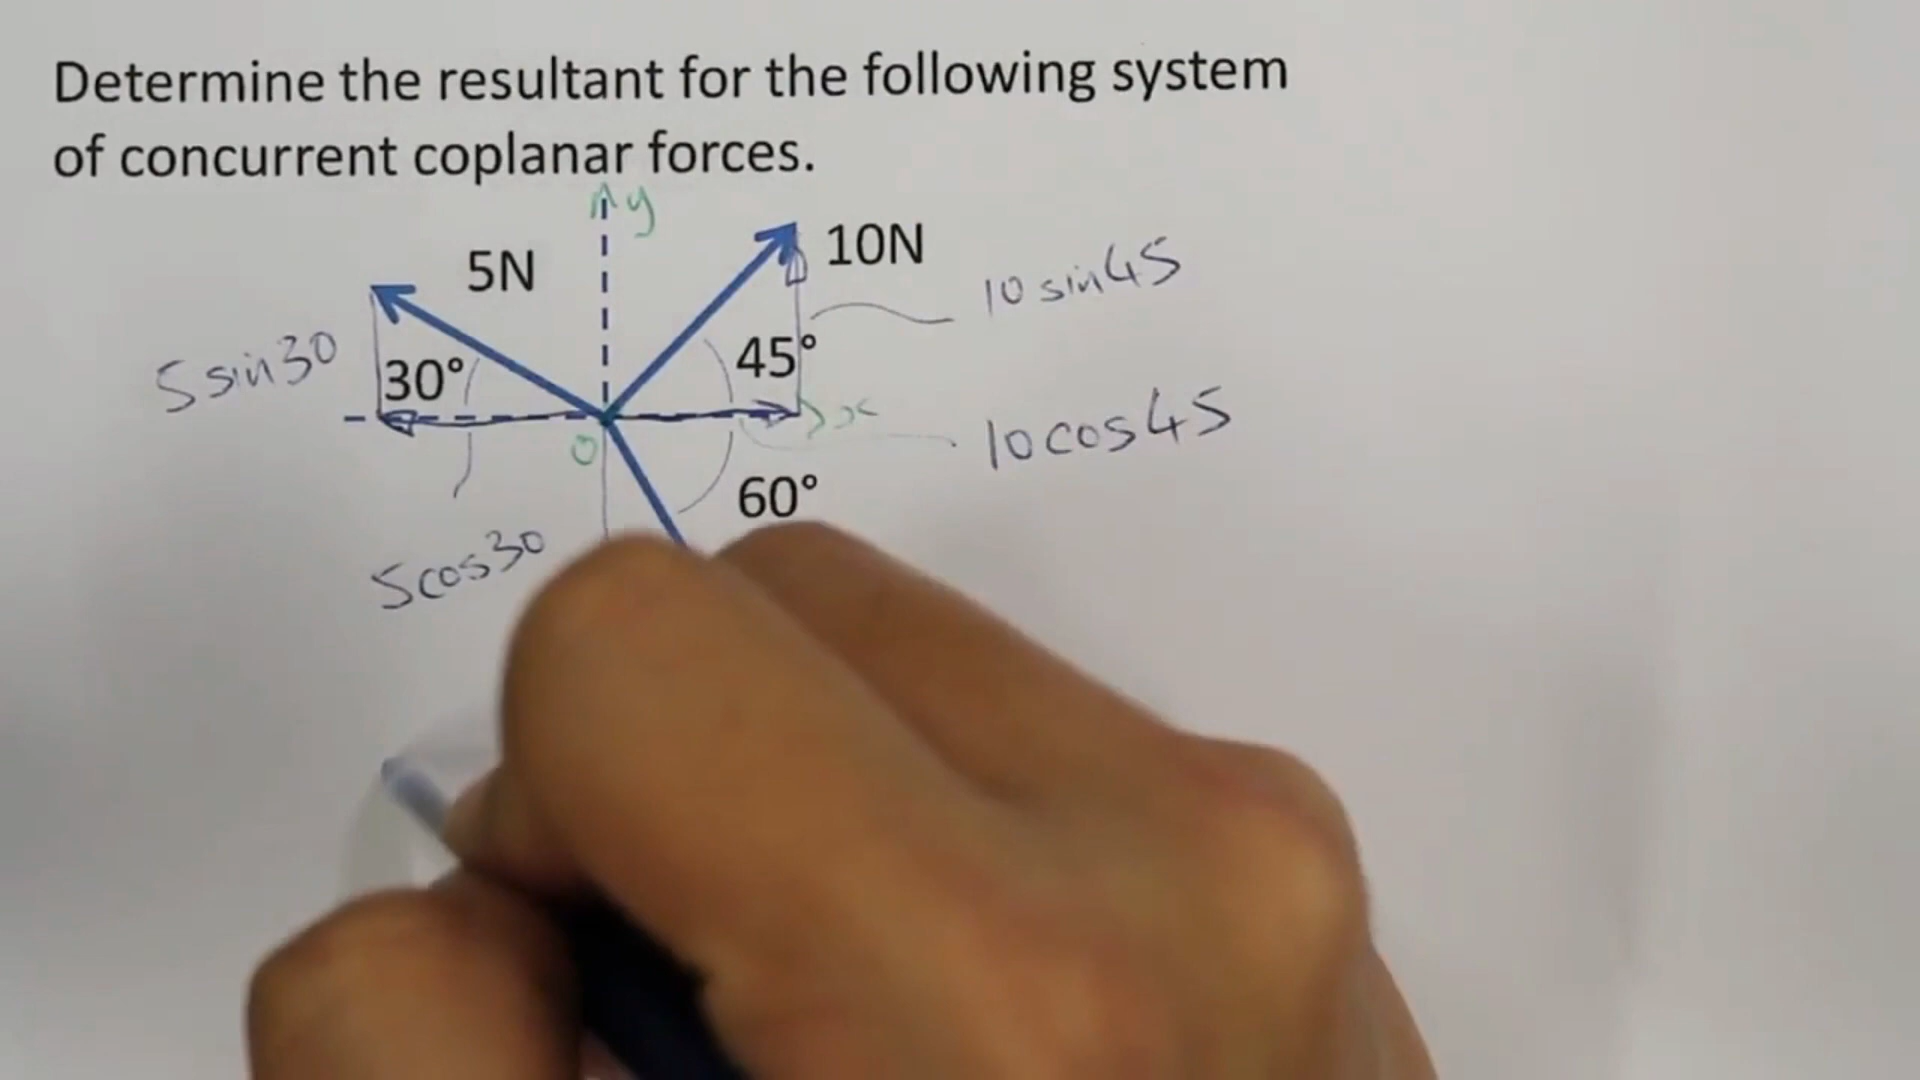 Determine the resultant for the following system
of concurrent coplanar forces.
y
5N
10N
10 sin45
5 sin30
30°
45°
x
10cos45
0
60°
5cos30